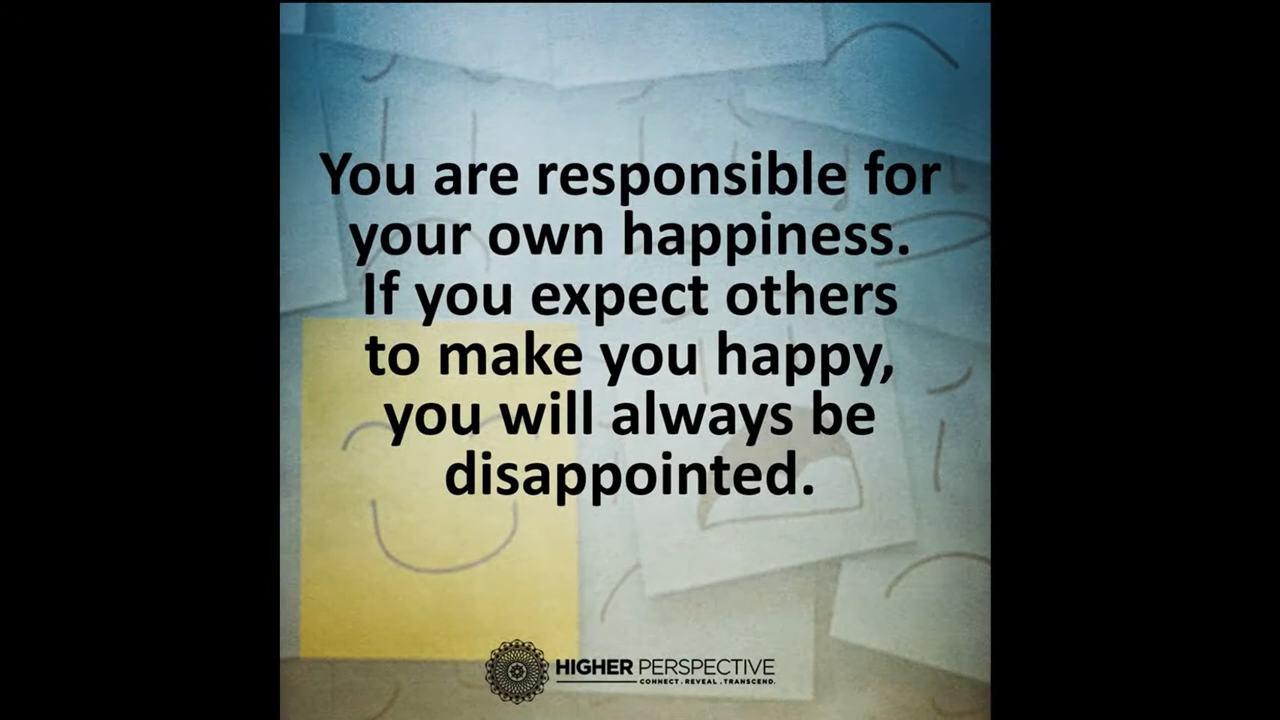 You are responsible for
your own happiness.
If you expect others
to make you happy,
you will always be
disappointed.
HIGHER PERSPECTIVE
CONNECT . REVEAL . TRANSCEND.